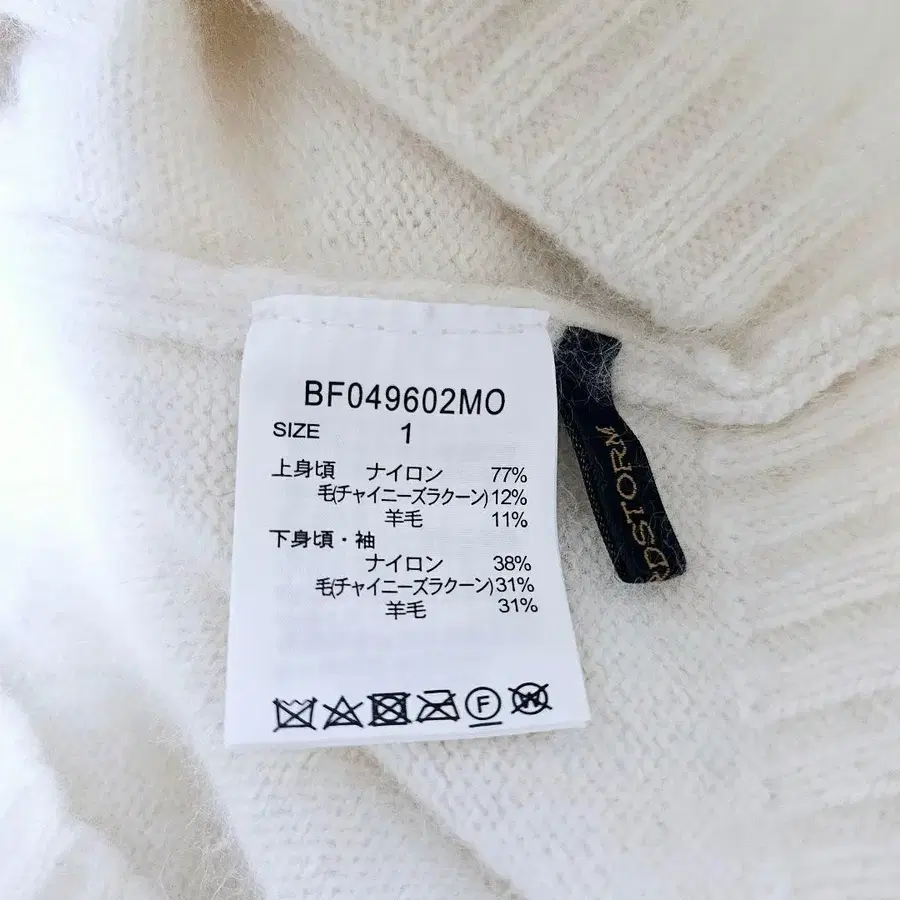 BF049602MO
SIZE 1
上身頃 ナイロン 77%
毛(チャイニーズラクーン)12%
羊毛 11%
下身頃・袖
ナイロン 38%
毛(チャイニーズラクーン)31%
羊毛 31%
F W
DSTORM